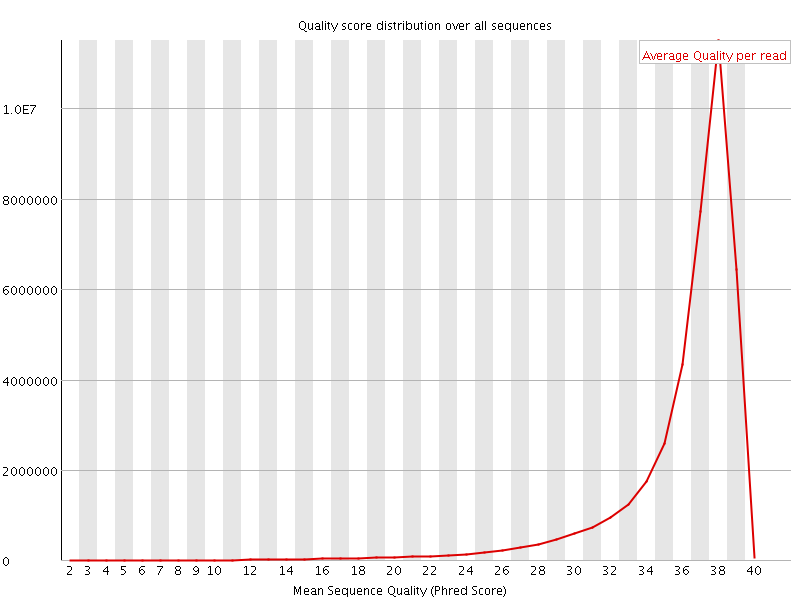 Quality score distribution over all sequences
Average Quality per read
1.0E7
8000000
6000000
4000000
2000000
0
2 3 4 5 6 7 8 9 10 12 14 16 18 20 22 24 26 28 30 32 34 36 38 40
Mean Sequence Quality (Phred Score)